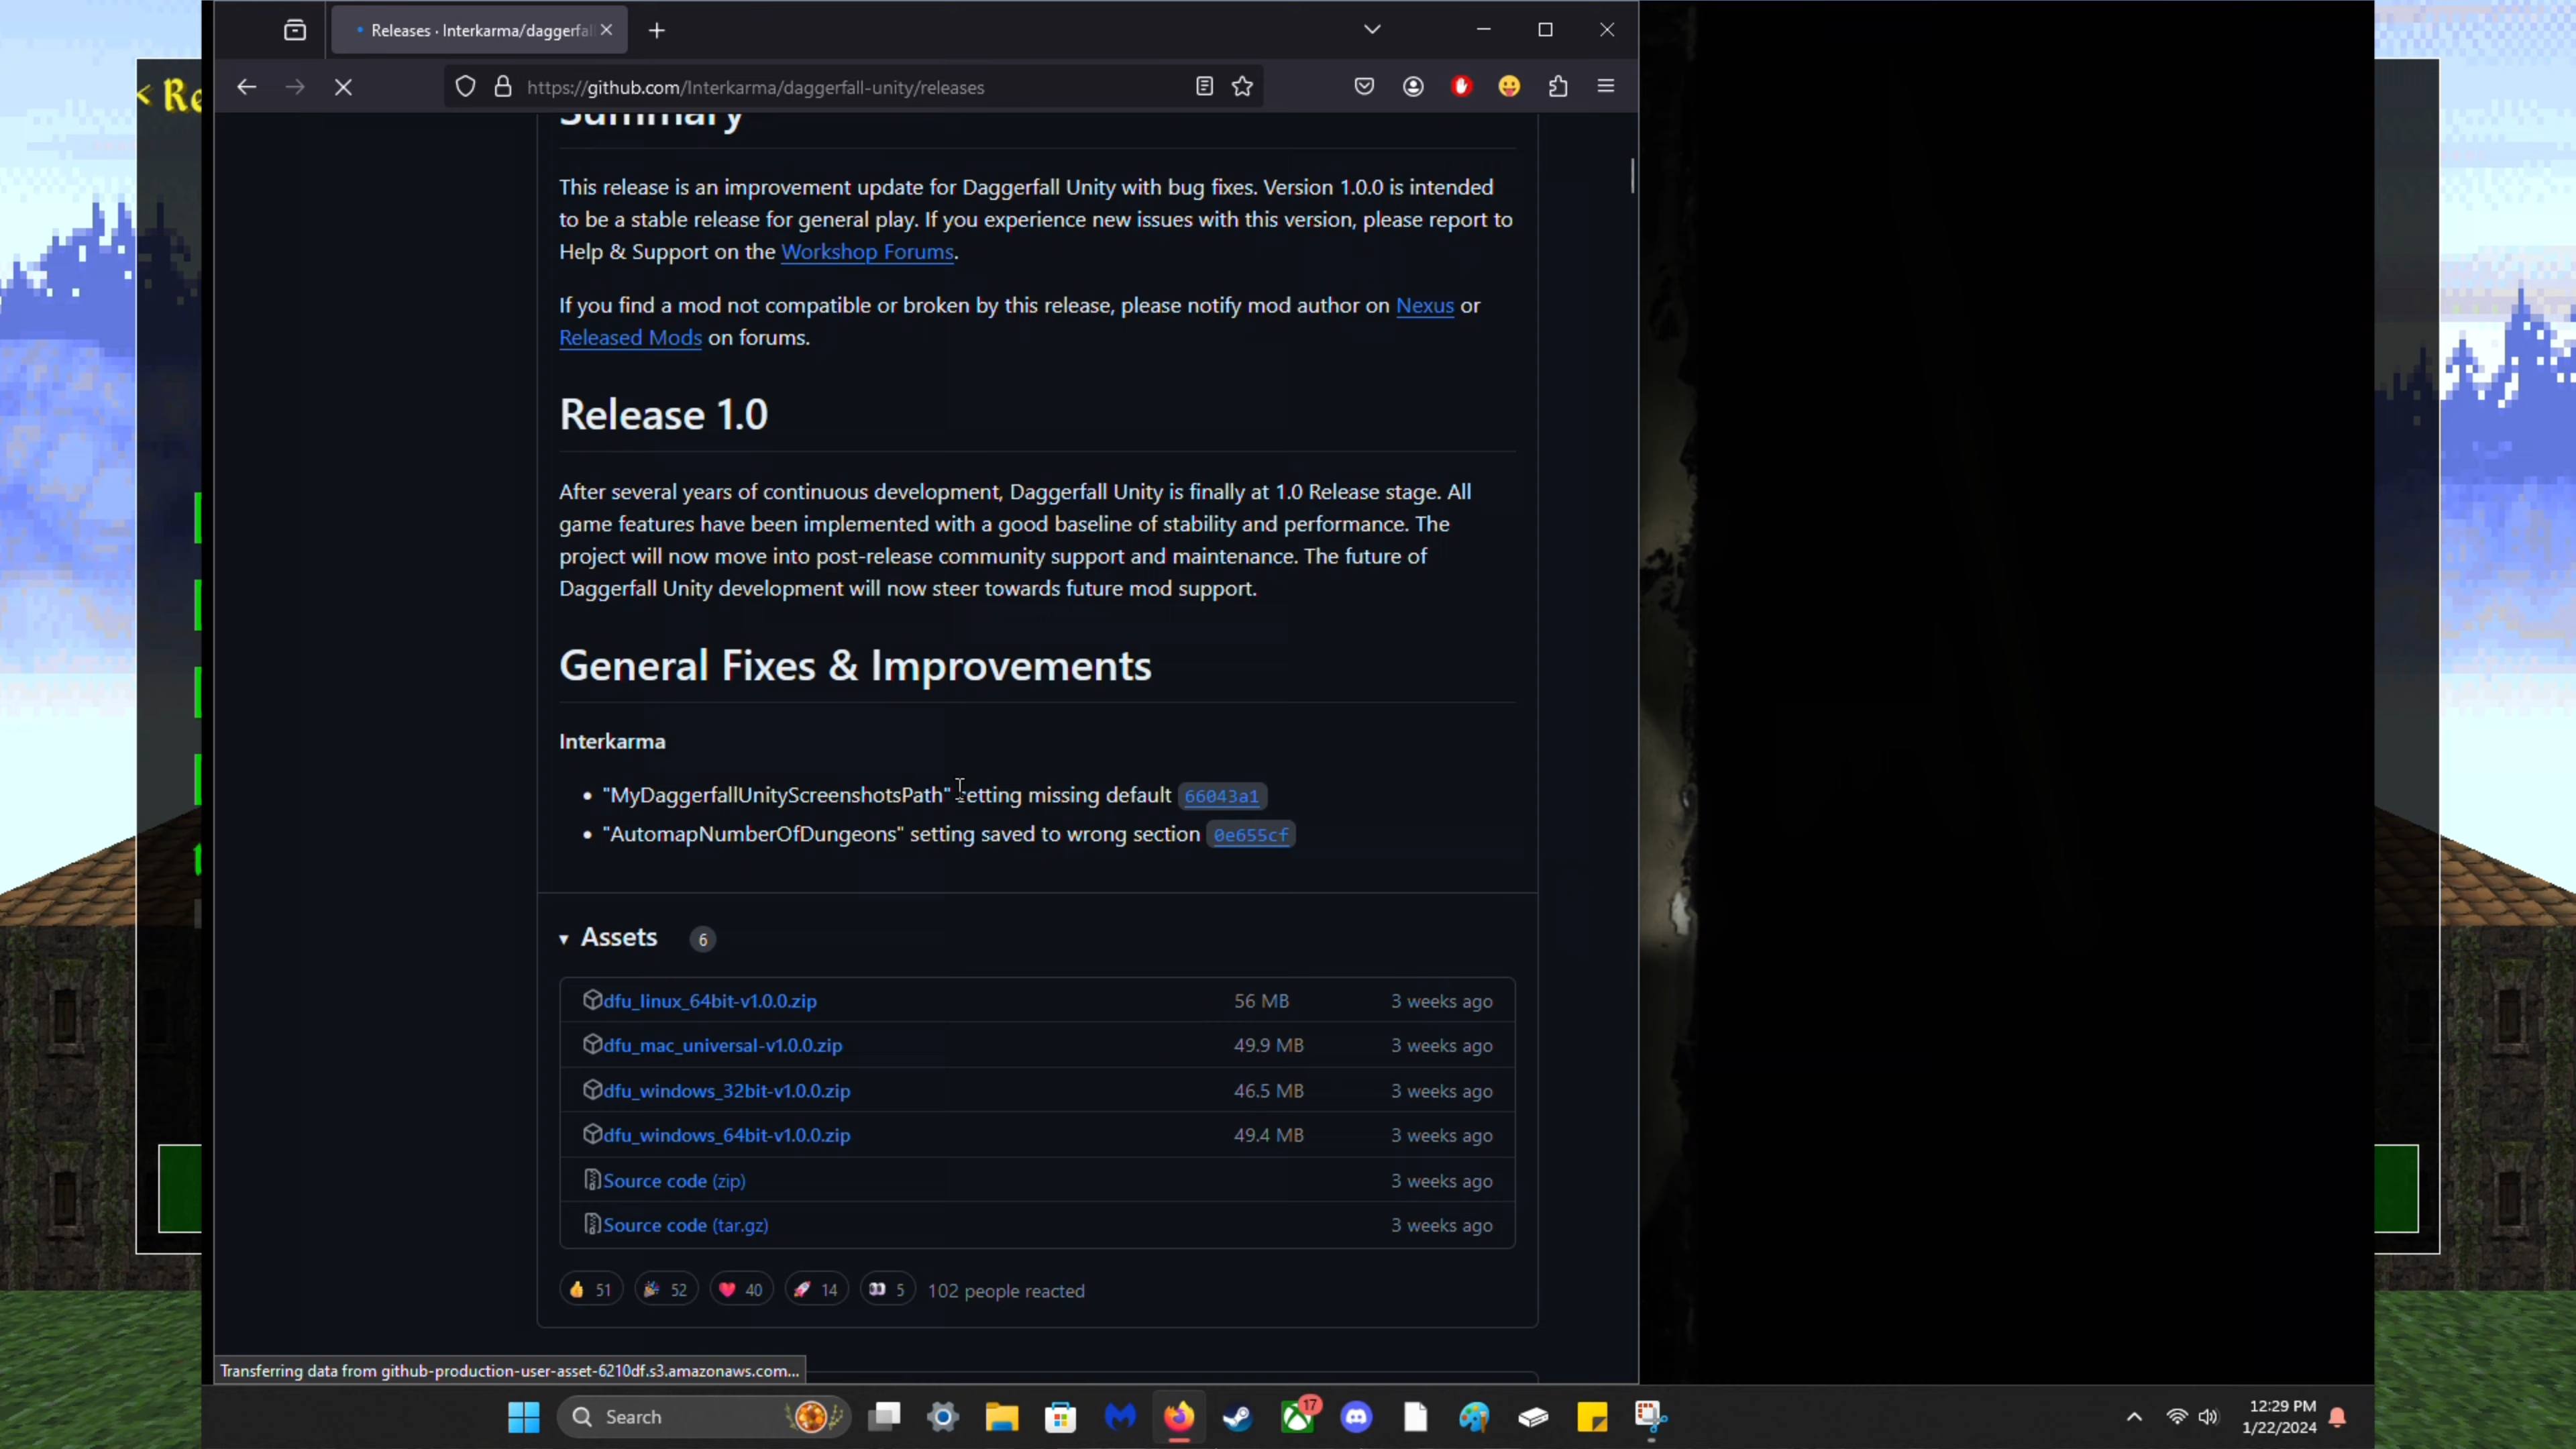 Releases · Interkarma/daggerfal
< Re
https://github.com/Interkarma/daggerfall-unity/releases
Summary
This release is an improvement update for Daggerfall Unity with bug fixes. Version 1.0.0 is intended
to be a stable release for general play. If you experience new issues with this version, please report to
Help & Support on the Workshop Forums.
If you find a mod not compatible or broken by this release, please notify mod author on Nexus or
Released Mods on forums.
Release 1.0
After several years of continuous development, Daggerfall Unity is finally at 1.0 Release stage. All
game features have been implemented with a good baseline of stability and performance. The
project will now move into post-release community support and maintenance. The future of
Daggerfall Unity development will now steer towards future mod support.
General Fixes & Improvements
Interkarma
• "MyDaggerfallUnityScreenshotsPath" setting missing default 66043a1
• "AutomapNumberOfDungeons" setting saved to wrong section 0e655cf
Assets 6
dfu_linux_64bit-v1.0.0.zip 56 MB 3 weeks ago
dfu_mac_universal-v1.0.0.zip 49.9 MB 3 weeks ago
dfu_windows_32bit-v1.0.0.zip 46.5 MB 3 weeks ago
dfu_windows_64bit-v1.0.0.zip 49.4 MB 3 weeks ago
Source code (zip) 3 weeks ago
Source code (tar.gz) 3 weeks ago
51 52 40 14 5 102 people reacted
Transferring data from github-production-user-asset-6210df.s3.amazonaws.com...
Search
17
12:29 PM
1/22/2024